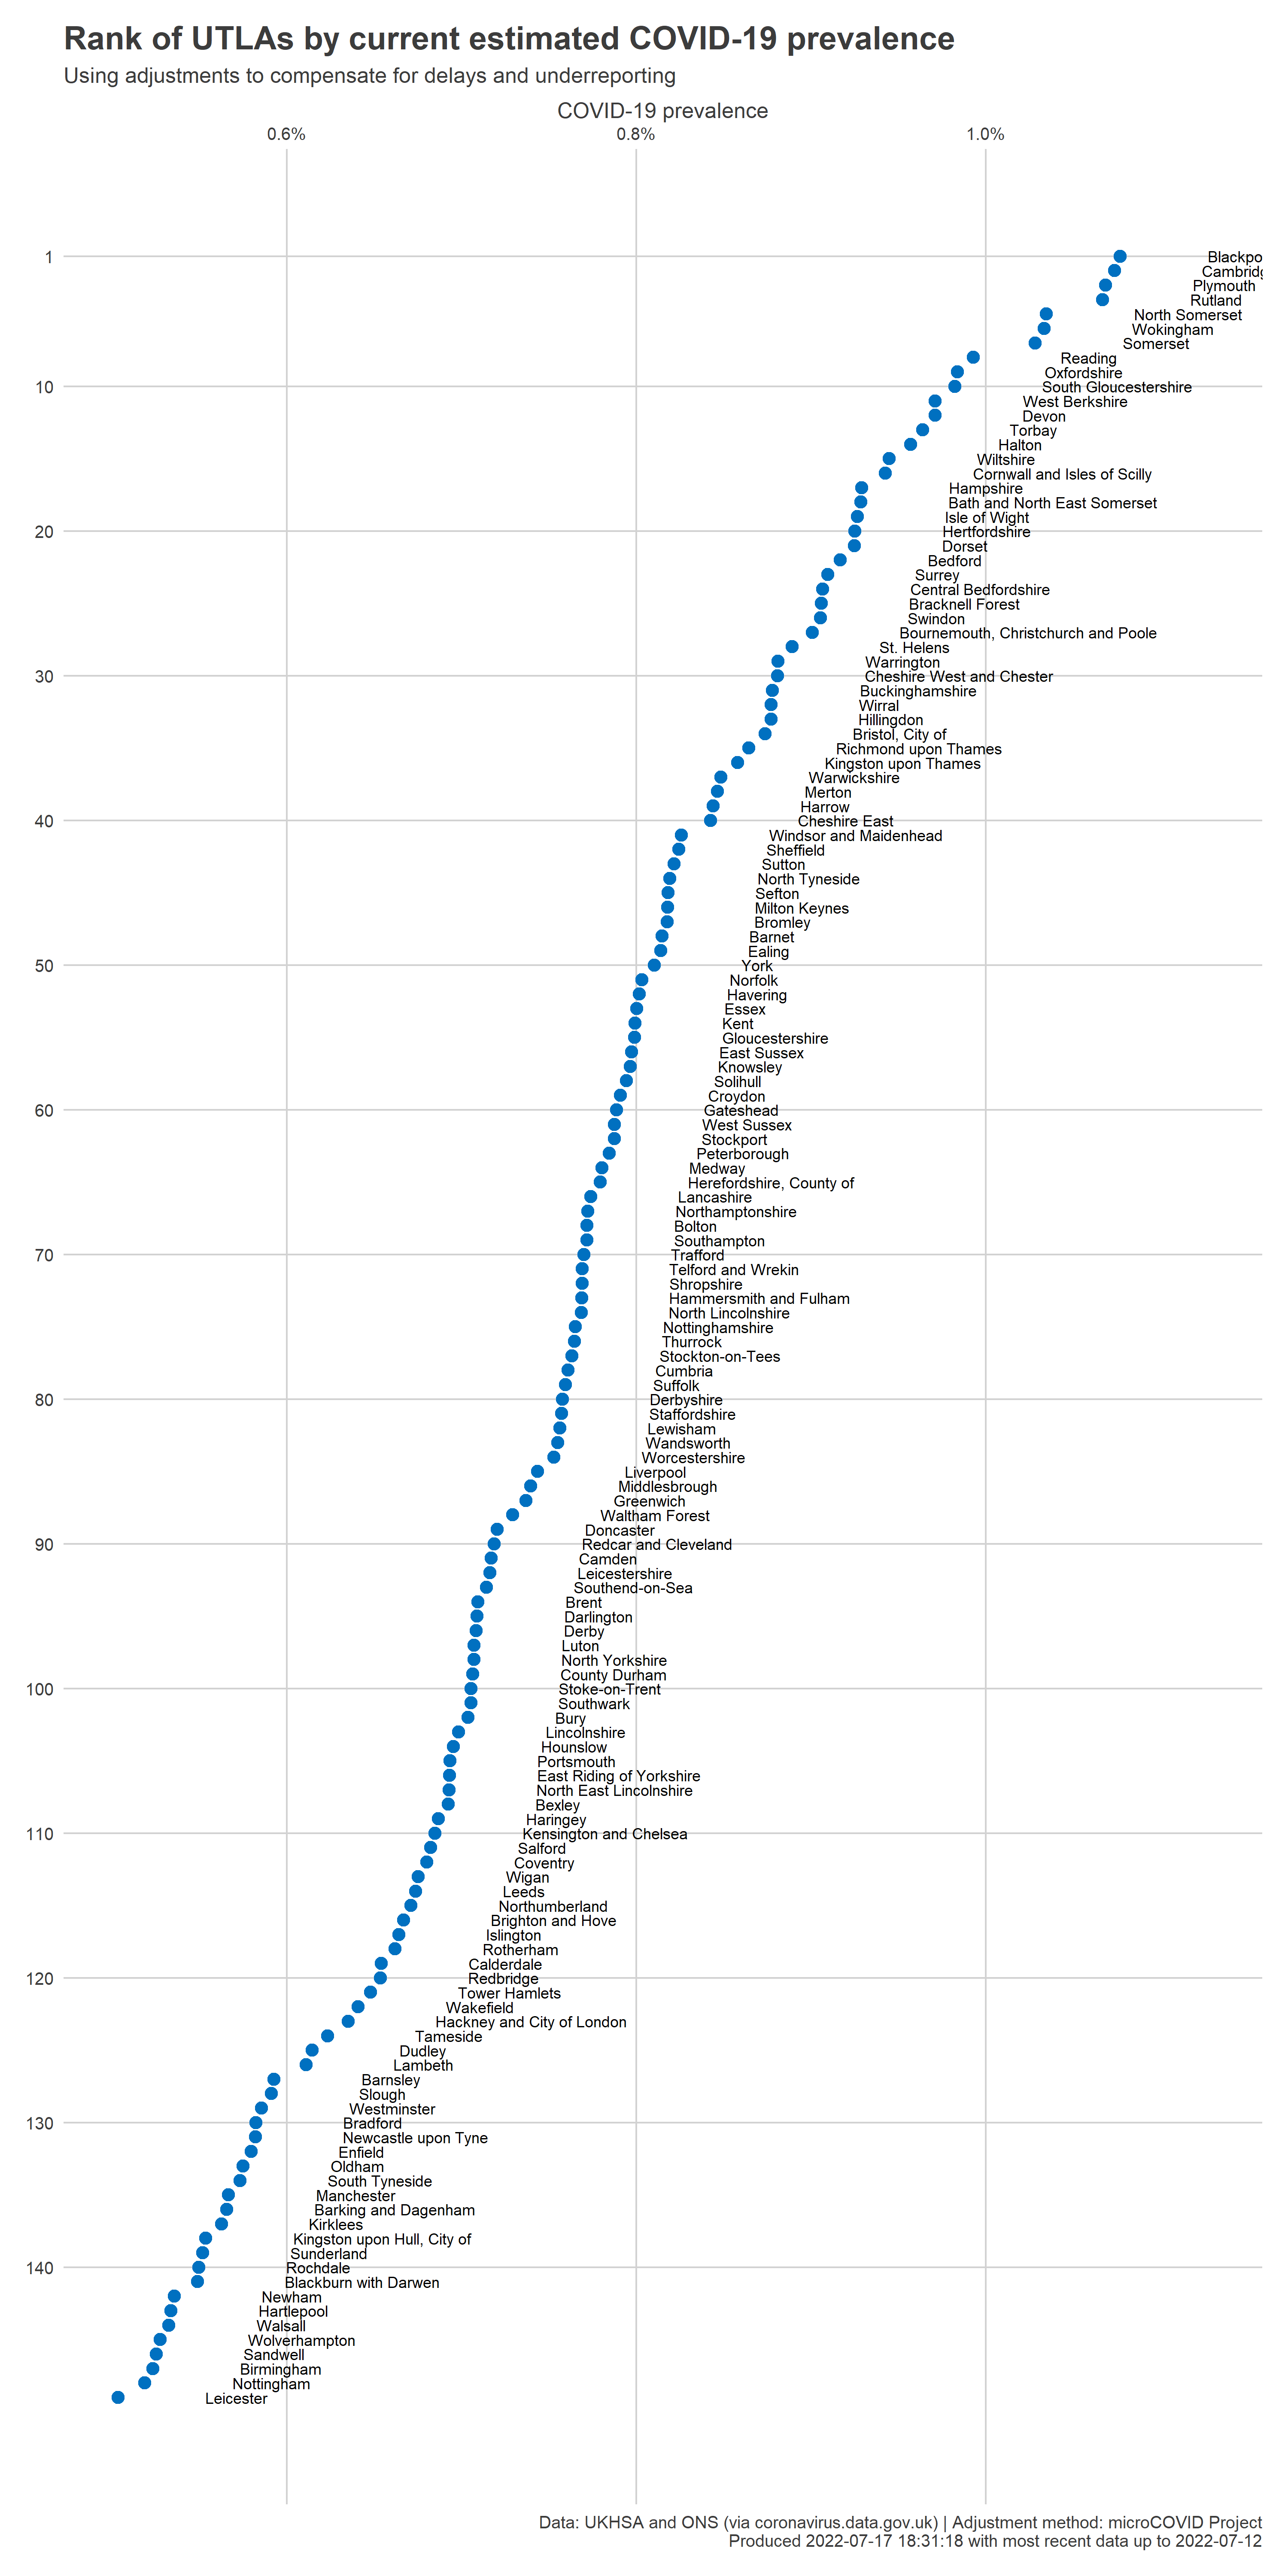 Rank of UTLAs by current estimated COVID-19 prevalence
Using adjustments to compensate for delays and underreporting
COVID-19 prevalence
0.6% 0.8% 1.0%
1 Blackpo
Cambridg
Plymouth
Rutland
North Somerset
Wokingham
Somerset
Reading
Oxfordshire
10 South Gloucestershire
West Berkshire
Devon
Torbay
Halton
Wiltshire
Cornwall and Isles of Scilly
Hampshire
Bath and North East Somerset
Isle of Wight
20 Hertfordshire
Dorset
Bedford
Surrey
Central Bedfordshire
Bracknell Forest
Swindon
Bournemouth, Christchurch and Poole
St. Helens
Warrington
30 Cheshire West and Chester
Buckinghamshire
Wirral
Hillingdon
Bristol, City of
Richmond upon Thames
Kingston upon Thames
Warwickshire
Merton
Harrow
40 Cheshire East
Windsor and Maidenhead
Sheffield
Sutton
North Tyneside
Sefton
Milton Keynes
Bromley
Barnet
Ealing
50 York
Norfolk
Havering
Essex
Kent
Gloucestershire
East Sussex
Knowsley
Solihull
Croydon
60 Gateshead
West Sussex
Stockport
Peterborough
Medway
Herefordshire, County of
Lancashire
Northamptonshire
Bolton
Southampton
70 Trafford
Telford and Wrekin
Shropshire
Hammersmith and Fulham
North Lincolnshire
Nottinghamshire
Thurrock
Stockton-on-Tees
Cumbria
Suffolk
80 Derbyshire
Staffordshire
Lewisham
Wandsworth
Worcestershire
Liverpool
Middlesbrough
Greenwich
Waltham Forest
Doncaster
90 Redcar and Cleveland
Camden
Leicestershire
Southend-on-Sea
Brent
Darlington
Derby
Luton
North Yorkshire
County Durham
100 Stoke-on-Trent
Southwark
Bury
Lincolnshire
Hounslow
Portsmouth
East Riding of Yorkshire
North East Lincolnshire
Bexley
Haringey
110 Kensington and Chelsea
Salford
Coventry
Wigan
Leeds
Northumberland
Brighton and Hove
Islington
Rotherham
Calderdale
120 Redbridge
Tower Hamlets
Wakefield
Hackney and City of London
Tameside
Dudley
Lambeth
Barnsley
Slough
Westminster
130 Bradford
Newcastle upon Tyne
Enfield
Oldham
South Tyneside
Manchester
Barking and Dagenham
Kirklees
Kingston upon Hull, City of
Sunderland
140 Rochdale
Blackburn with Darwen
Newham
Hartlepool
Walsall
Wolverhampton
Sandwell
Birmingham
Nottingham
Leicester
Data: UKHSA and ONS (via coronavirus.data.gov.uk) | Adjustment method: microCOVID Project
Produced 2022-07-17 18:31:18 with most recent data up to 2022-07-12